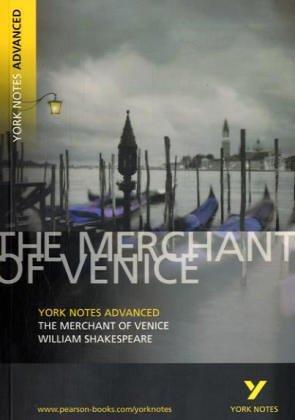 YORK NOTES ADVANCED
THE MERCHANT
OF VENICE
YORK NOTES ADVANCED
THE MERCHANT OF VENICE
WILLIAM SHAKESPEARE
www.pearson-books.com/yorknotes
YORK NOTES